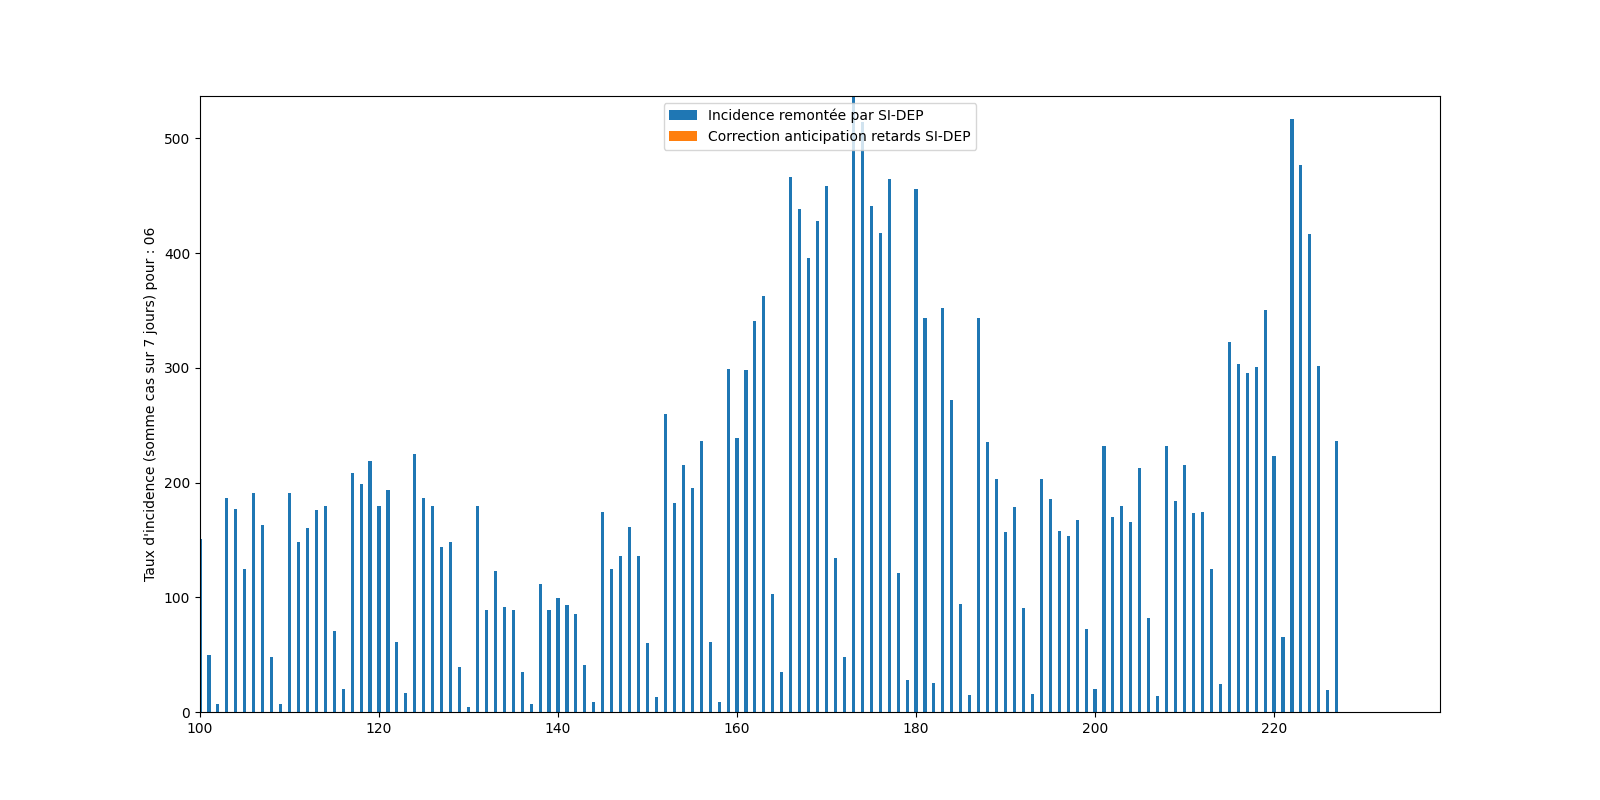 Incidence remontée par SI-DEP
Correction anticipation retards SI-DEP
Taux d'incidence (somme cas sur 7 jours) pour : 06
500
400
300
200
100
0
100 120 140 160 180 200 220